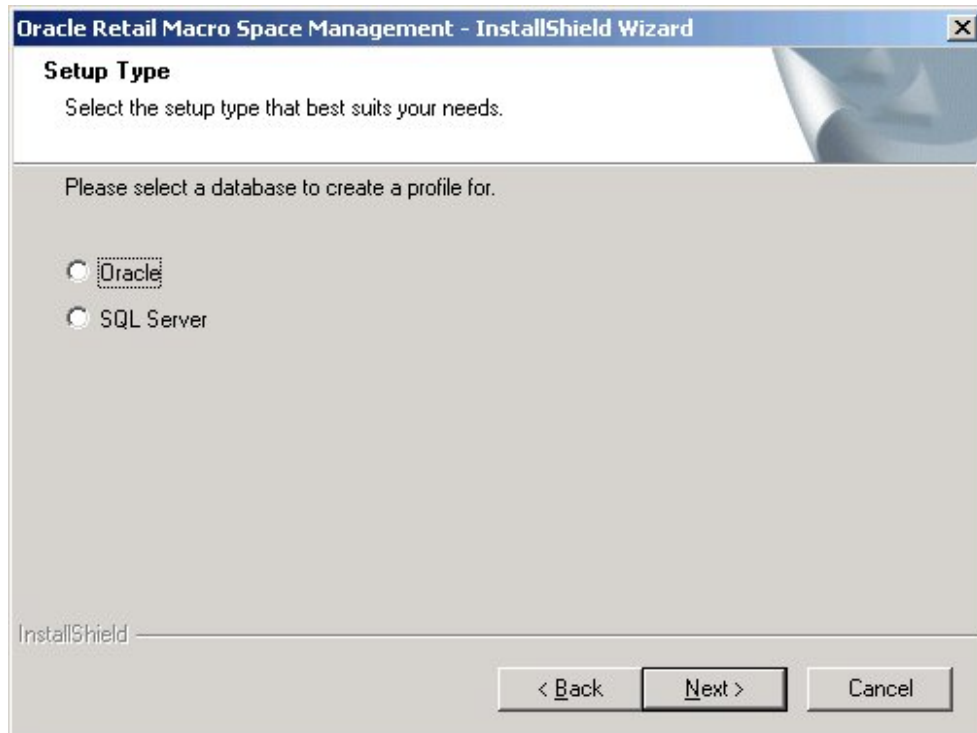 Oracle Retail Macro Space Management - InstallShield Wizard
Setup Type
Select the setup type that best suits your needs.
Please select a database to create a profile for.
Oracle
SQL Server
InstallShield
< Back
Next >
Cancel